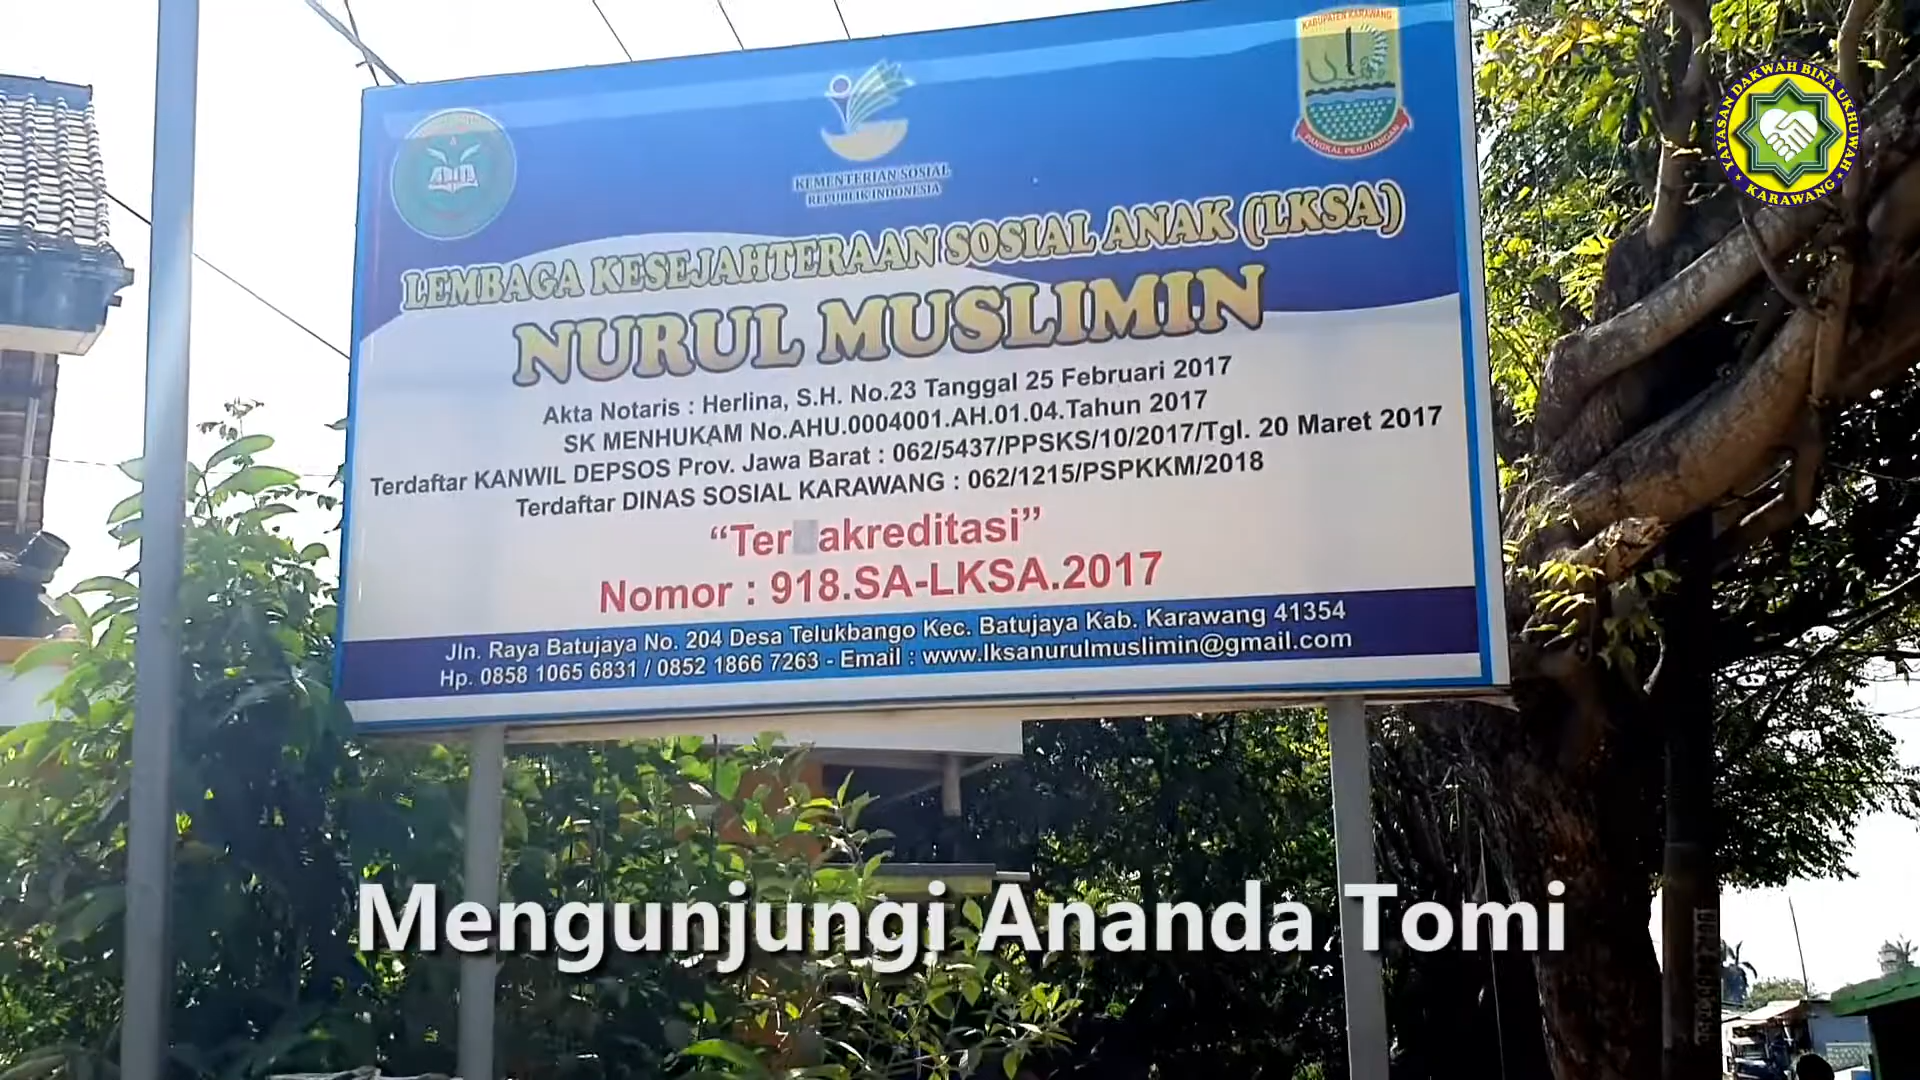 KABUPATEN KARAWANG
PANGKAL PERJUANGAN
YAYASAN DAKWAH BINA UKHUWAH
KARAWANG
KEMENTERIAN SOSIAL
REPUBLIK INDONESIA
LEMBAGA KESEJAHTERAAN SOSIAL ANAK (LKSA)
NURUL MUSLIMIN
Akta Notaris : Herlina, S.H. No.23 Tanggal 25 Februari 2017
SK MENHUKAM No.AHU.0004001.AH.01.04.Tahun 2017
Terdaftar KANWIL DEPSOS Prov. Jawa Barat : 062/5437/PPSKS/10/2017/Tgl. 20 Maret 2017
Terdaftar DINAS SOSIAL KARAWANG : 062/1215/PSPKKM/2018
“Ter akreditasi”
Nomor : 918.SA-LKSA.2017
Jln. Raya Batujaya No. 204 Desa Telukbango Kec. Batujaya Kab. Karawang 41354
Hp. 0858 1065 6831 / 0852 1866 7263 - Email : www.lksanurulmuslimin@gmail.com
Mengunjungi Ananda Tomi